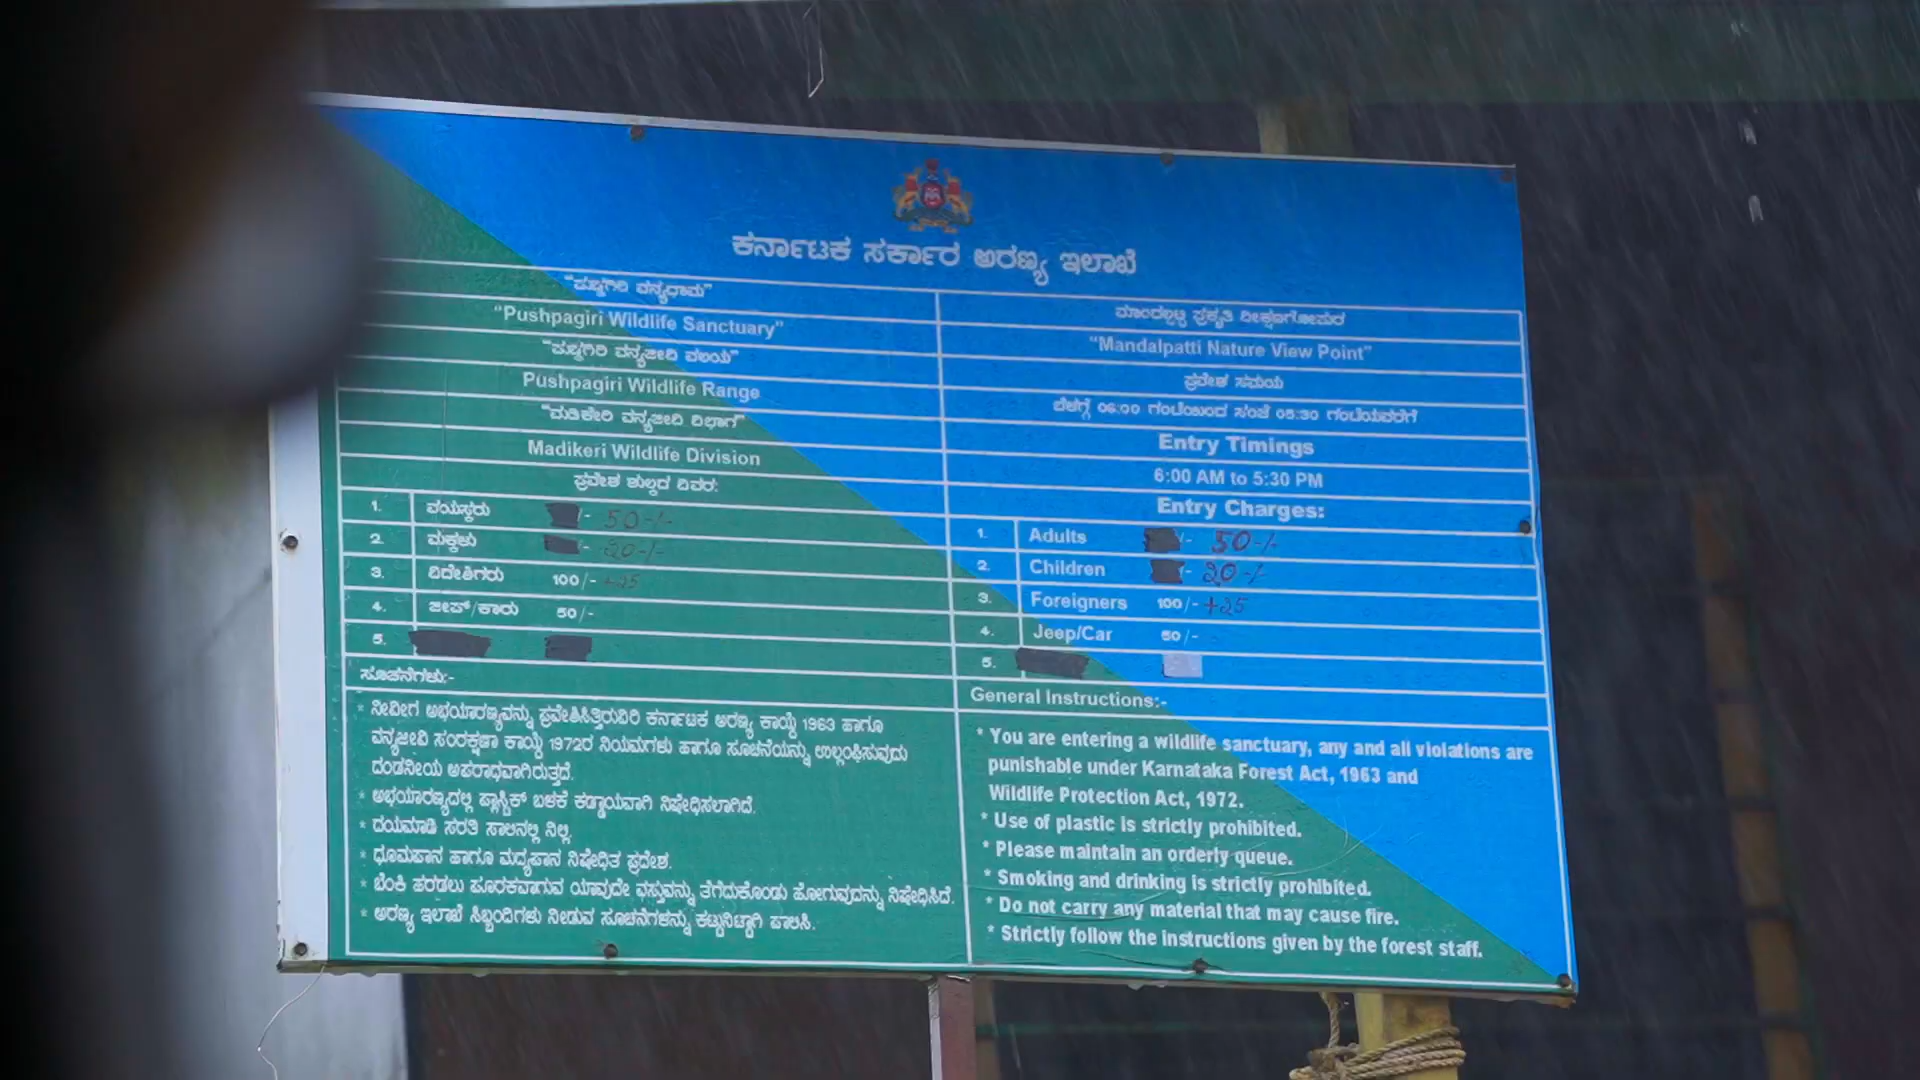 ಕರ್ನಾಟಕ ಸರ್ಕಾರ ಅರಣ್ಯ ಇಲಾಖೆ
"ಪುಷ್ಪಗಿರಿ ವನ್ಯಧಾಮ"
"Pushpagiri Wildlife Sanctuary"
"ಪುಷ್ಪಗಿರಿ ವನ್ಯಜೀವಿ ವಲಯ"
Pushpagiri Wildlife Range
"ಮಡಿಕೇರಿ ವನ್ಯಜೀವಿ ವಿಭಾಗ"
Madikeri Wildlife Division
ಪ್ರವೇಶ ಶುಲ್ಕದ ವಿವರ:
1. ವಯಸ್ಕರು - 50-/-
2. ಮಕ್ಕಳು - 20-/-
3. ವಿದೇಶಿಗರು 100/- +25
4. ಜೀಪ್/ಕಾರು 50/-
5.
ಸೂಚನೆಗಳು:-
* ನೀವೀಗ ಅಭಯಾರಣ್ಯವನ್ನು ಪ್ರವೇಶಿಸಿತ್ತಿರುವಿರಿ ಕರ್ನಾಟಕ ಅರಣ್ಯ ಕಾಯ್ದೆ 1963 ಹಾಗೂ
ವನ್ಯಜೀವಿ ಸಂರಕ್ಷಣಾ ಕಾಯ್ದೆ 1972ರ ನಿಯಮಗಳು ಹಾಗೂ ಸೂಚನೆಯನ್ನು ಉಲ್ಲಂಘಿಸುವುದು
ದಂಡನೀಯ ಅಪರಾಧವಾಗಿರುತ್ತದೆ.
* ಅಭಯಾರಣ್ಯದಲ್ಲಿ ಪ್ಲಾಸ್ಟಿಕ್ ಬಳಕೆ ಕಡ್ಡಾಯವಾಗಿ ನಿಷೇಧಿಸಲಾಗಿದೆ.
* ದಯಮಾಡಿ ಸರತಿ ಸಾಲಿನಲ್ಲಿ ನಿಲ್ಲಿ.
* ಧೂಮಪಾನ ಹಾಗೂ ಮದ್ಯಪಾನ ನಿಷೇಧಿತ ಪ್ರದೇಶ.
* ಬೆಂಕಿ ಹರಡಲು ಪೂರಕವಾಗುವ ಯಾವುದೇ ವಸ್ತುವನ್ನು ತೆಗೆದುಕೊಂಡು ಹೋಗುವುದನ್ನು ನಿಷೇಧಿಸಿದೆ.
* ಅರಣ್ಯ ಇಲಾಖೆ ಸಿಬ್ಬಂದಿಗಳು ನೀಡುವ ಸೂಚನೆಗಳನ್ನು ಕಟ್ಟುನಿಟ್ಟಾಗಿ ಪಾಲಿಸಿ.
ಮಾಂದಲ್ಪಟ್ಟಿ ಪ್ರಕೃತಿ ವೀಕ್ಷಣಾಗೋಪುರ
"Mandalpatti Nature View Point"
ಪ್ರವೇಶ ಸಮಯ
ಬೆಳಗ್ಗೆ 06:00 ಗಂಟೆಯಿಂದ ಸಂಜೆ 05:30 ಗಂಟೆಯವರೆಗೆ
Entry Timings
6:00 AM to 5:30 PM
Entry Charges:
1. Adults /- 50-/-
2. Children /- 20-/-
3. Foreigners 100/- +25
4. Jeep/Car 50/-
5.
General Instructions:-
* You are entering a wildlife sanctuary, any and all violations are
punishable under Karnataka Forest Act, 1963 and
Wildlife Protection Act, 1972.
* Use of plastic is strictly prohibited.
* Please maintain an orderly queue.
* Smoking and drinking is strictly prohibited.
* Do not carry any material that may cause fire.
* Strictly follow the instructions given by the forest staff.